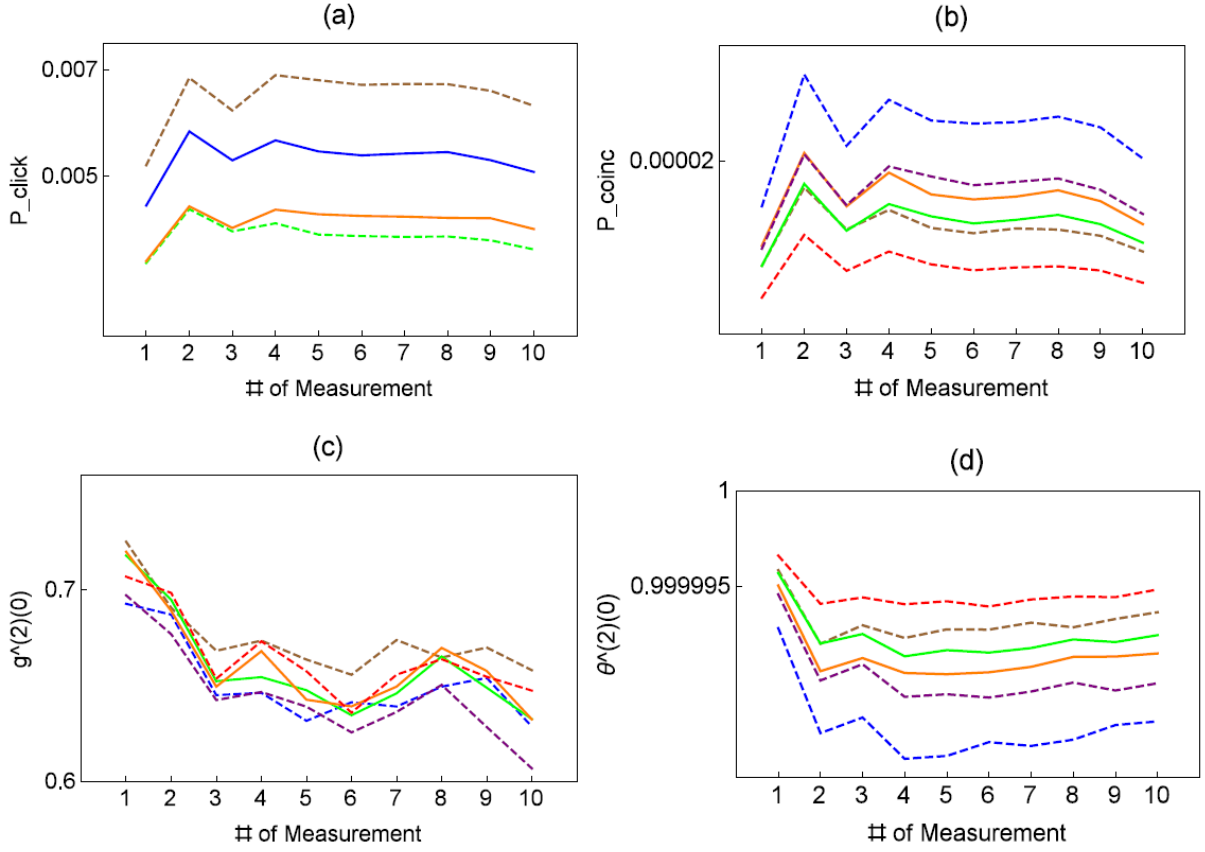 (a)
0.007
0.005
P_click
1 2 3 4 5 6 7 8 9 10
# of Measurement
(b)
0.00002
P_coinc
1 2 3 4 5 6 7 8 9 10
# of Measurement
(c)
0.7
0.6
g^(2)(0)
1 2 3 4 5 6 7 8 9 10
# of Measurement
(d)
1
0.999995
θ^(2)(0)
1 2 3 4 5 6 7 8 9 10
# of Measurement